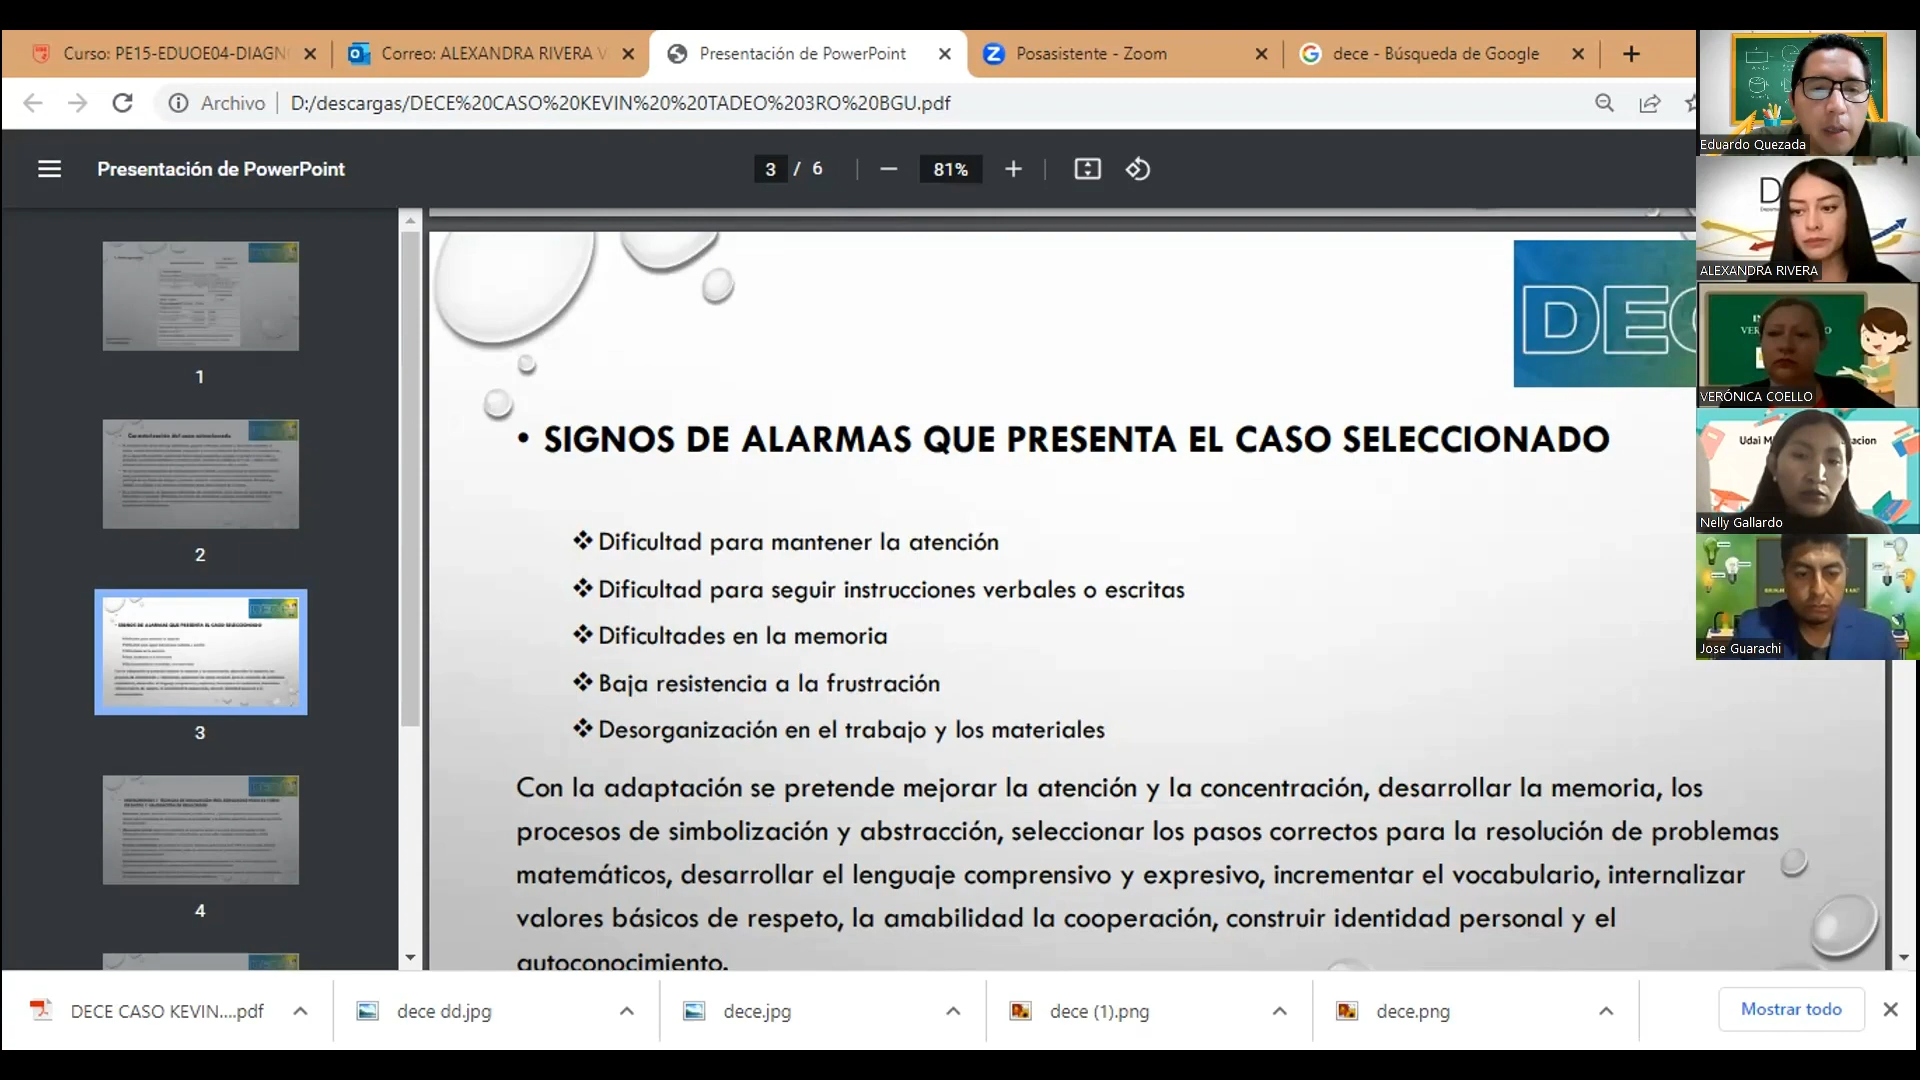 Curso: PE15-EDUOE04-DIAGN
Correo: ALEXANDRA RIVERA V
Presentación de PowerPoint
Posasistente - Zoom
dece - Búsqueda de Google
Archivo
D:/descargas/DECE%20CASO%20KEVIN%20%20TADEO%203RO%20BGU.pdf
Presentación de PowerPoint
3 / 6
81%
1
2
3
4
DEC
• SIGNOS DE ALARMAS QUE PRESENTA EL CASO SELECCIONADO
❖ Dificultad para mantener la atención
❖ Dificultad para seguir instrucciones verbales o escritas
❖ Dificultades en la memoria
❖ Baja resistencia a la frustración
❖ Desorganización en el trabajo y los materiales
Con la adaptación se pretende mejorar la atención y la concentración, desarrollar la memoria, los
procesos de simbolización y abstracción, seleccionar los pasos correctos para la resolución de problemas
matemáticos, desarrollar el lenguaje comprensivo y expresivo, incrementar el vocabulario, internalizar
valores básicos de respeto, la amabilidad la cooperación, construir identidad personal y el
autoconocimiento.
Eduardo Quezada
ALEXANDRA RIVERA
VERÓNICA COELLO
Udai M
Nelly Gallardo
Jose Guarachi
DECE CASO KEVIN....pdf
dece dd.jpg
dece.jpg
dece (1).png
dece.png
Mostrar todo